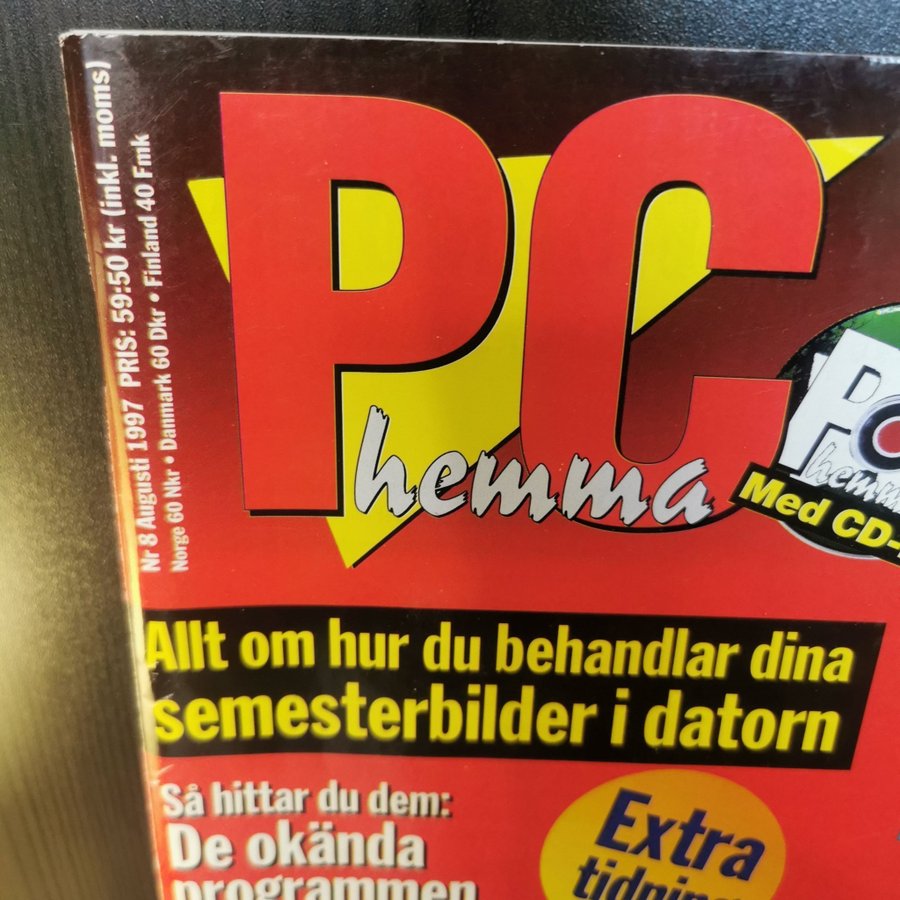 Nr 8 Augusti 1997 PRIS: 59:50 kr (inkl. moms)
Norge 60 Nkr • Danmark 60 Dkr • Finland 40 Fmk
PC
hemma
hemma
Med CD-
Allt om hur du behandlar dina
semesterbilder i datorn
Så hittar du dem:
De okända
programmen
Extra